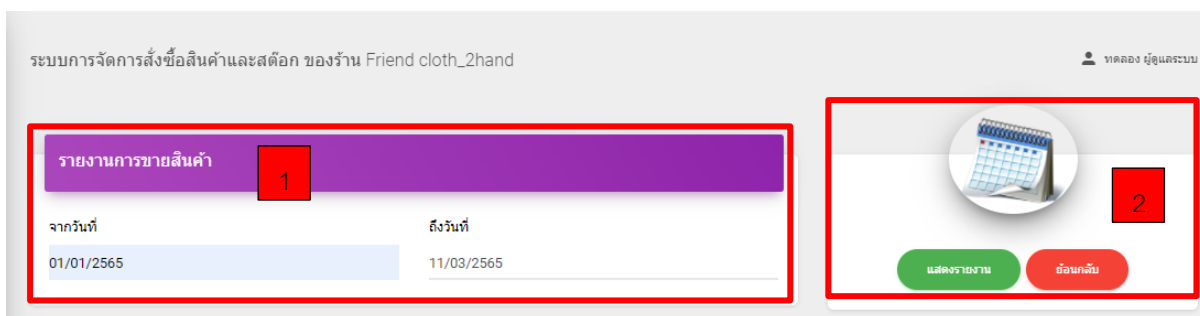 ระบบการจัดการสั่งซื้อสินค้าและสต๊อก ของร้าน Friend cloth_2hand
ทดลอง ผู้ดูแลระบบ
รายงานการขายสินค้า
1
จากวันที่
ถึงวันที่
01/01/2565
11/03/2565
2
แสดงรายงาน
ย้อนกลับ